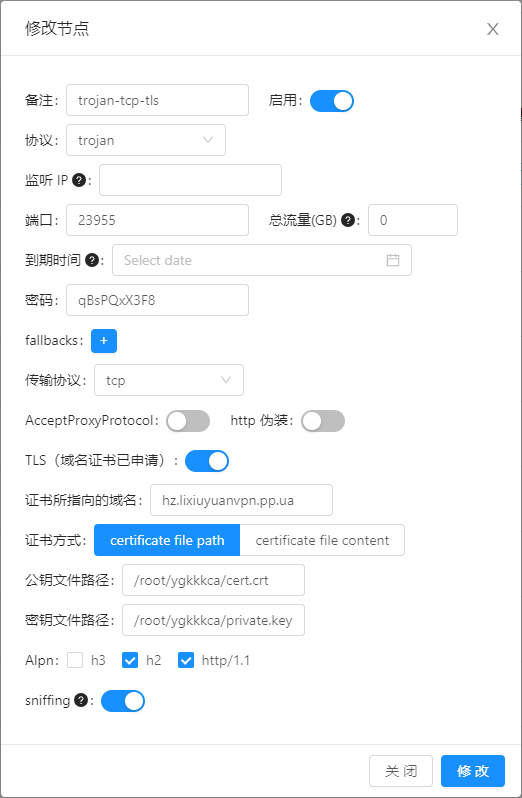 修改节点
备注: trojan-tcp-tls 启用:
协议: trojan
监听 IP ? :
端口: 23955 总流量(GB) ? : 0
到期时间 ? : Select date
密码: qBsPQxX3F8
fallbacks: +
传输协议: tcp
AcceptProxyProtocol: http 伪装:
TLS（域名证书已申请）:
证书所指向的域名: hz.lixiuyuanvpn.pp.ua
证书方式: certificate file path certificate file content
公钥文件路径: /root/ygkkkca/cert.crt
密钥文件路径: /root/ygkkkca/private.key
Alpn: h3 h2 http/1.1
sniffing ? :
关 闭 修 改